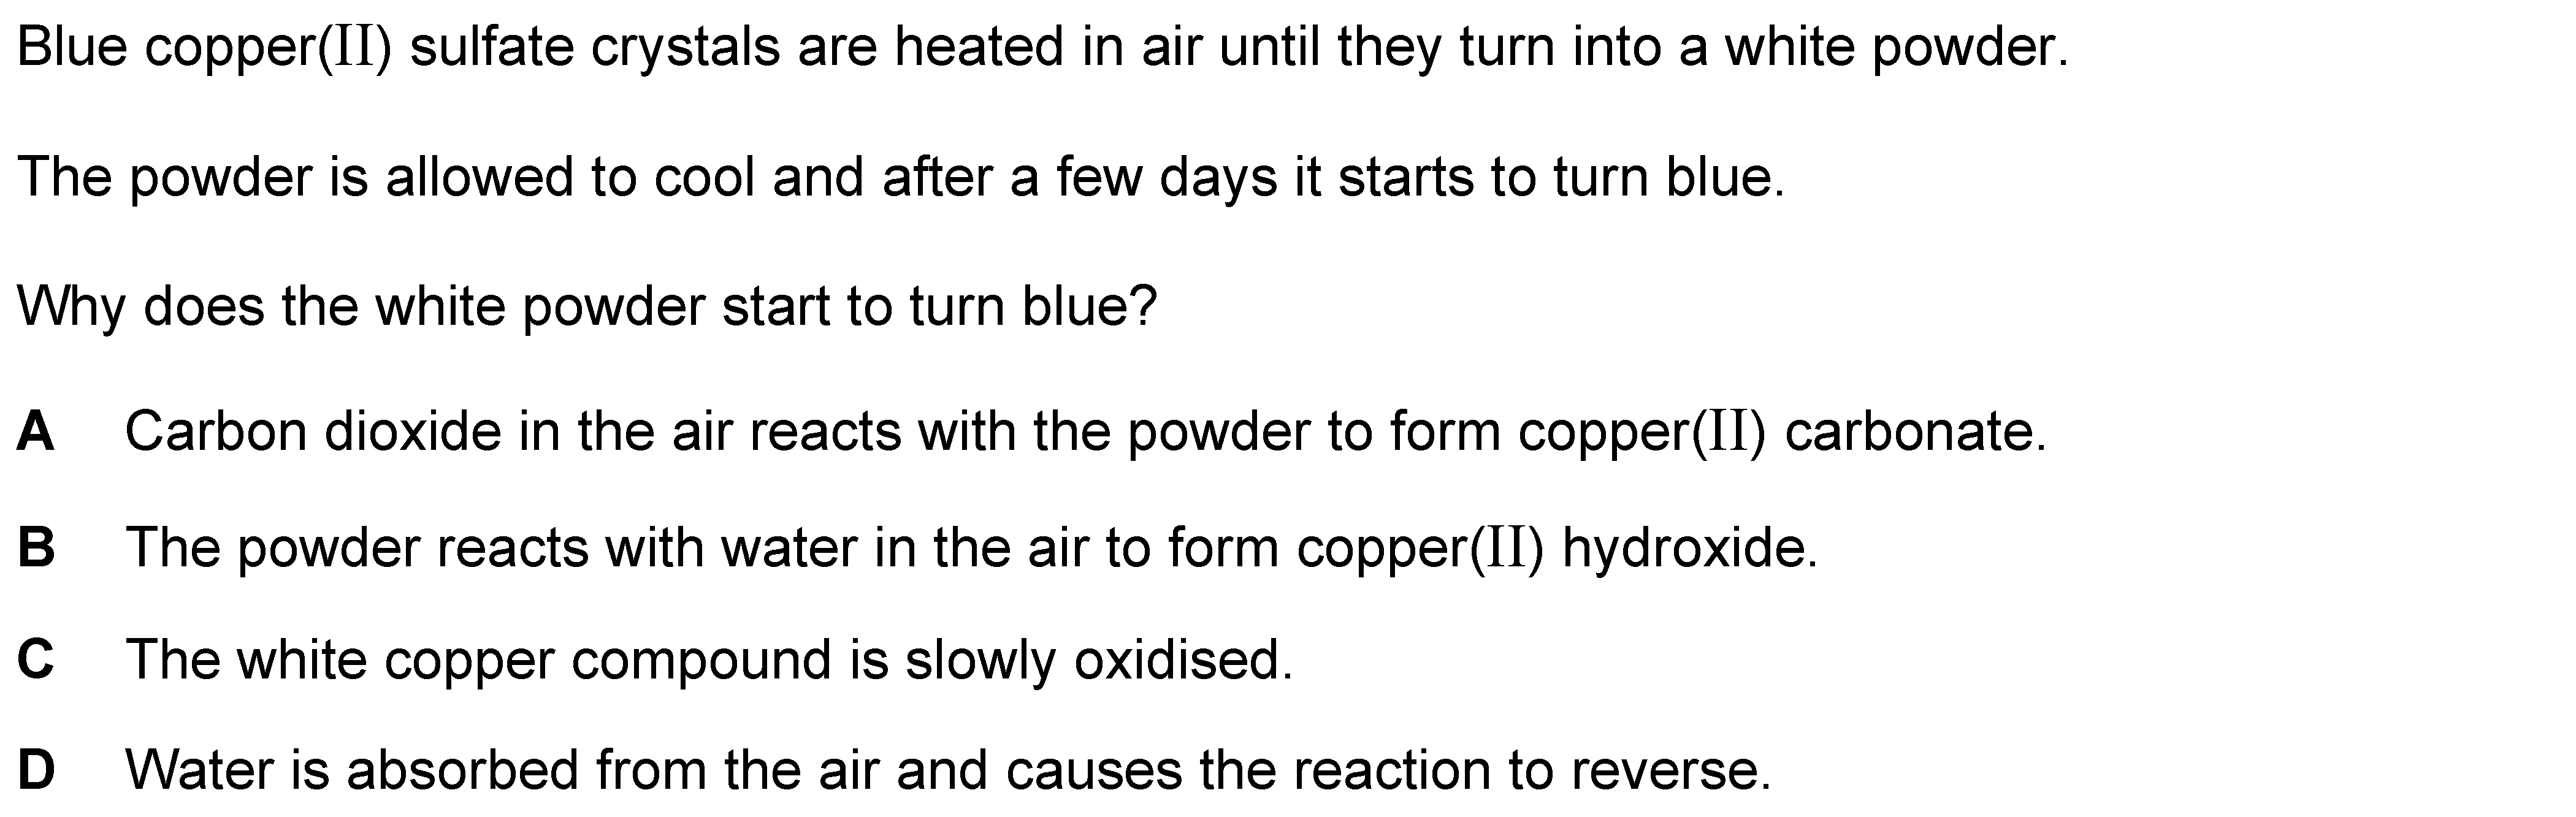 Blue copper(II) sulfate crystals are heated in air until they turn into a white powder.
The powder is allowed to cool and after a few days it starts to turn blue.
Why does the white powder start to turn blue?
A Carbon dioxide in the air reacts with the powder to form copper(II) carbonate.
B The powder reacts with water in the air to form copper(II) hydroxide.
C The white copper compound is slowly oxidised.
D Water is absorbed from the air and causes the reaction to reverse.